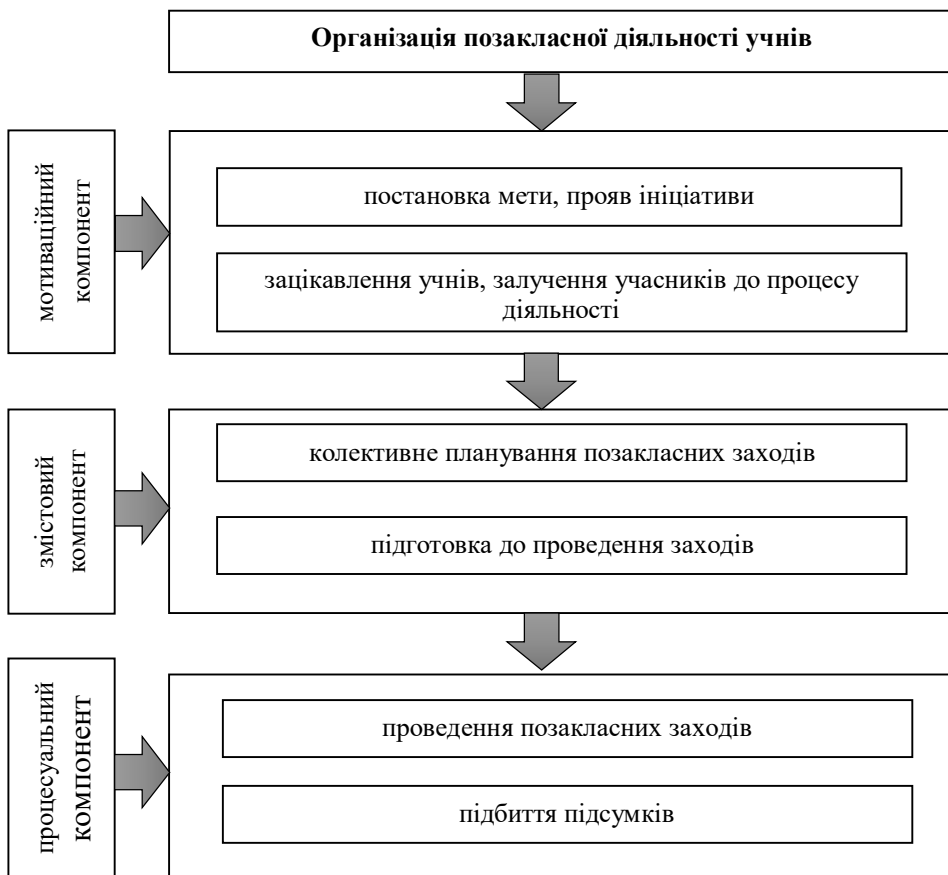 Організація позакласної діяльності учнів
мотиваційний
компонент
постановка мети, прояв ініціативи
зацікавлення учнів, залучення учасників до процесу
діяльності
змістовий
компонент
колективне планування позакласних заходів
підготовка до проведення заходів
процесуальний
компонент
проведення позакласних заходів
підбиття підсумків